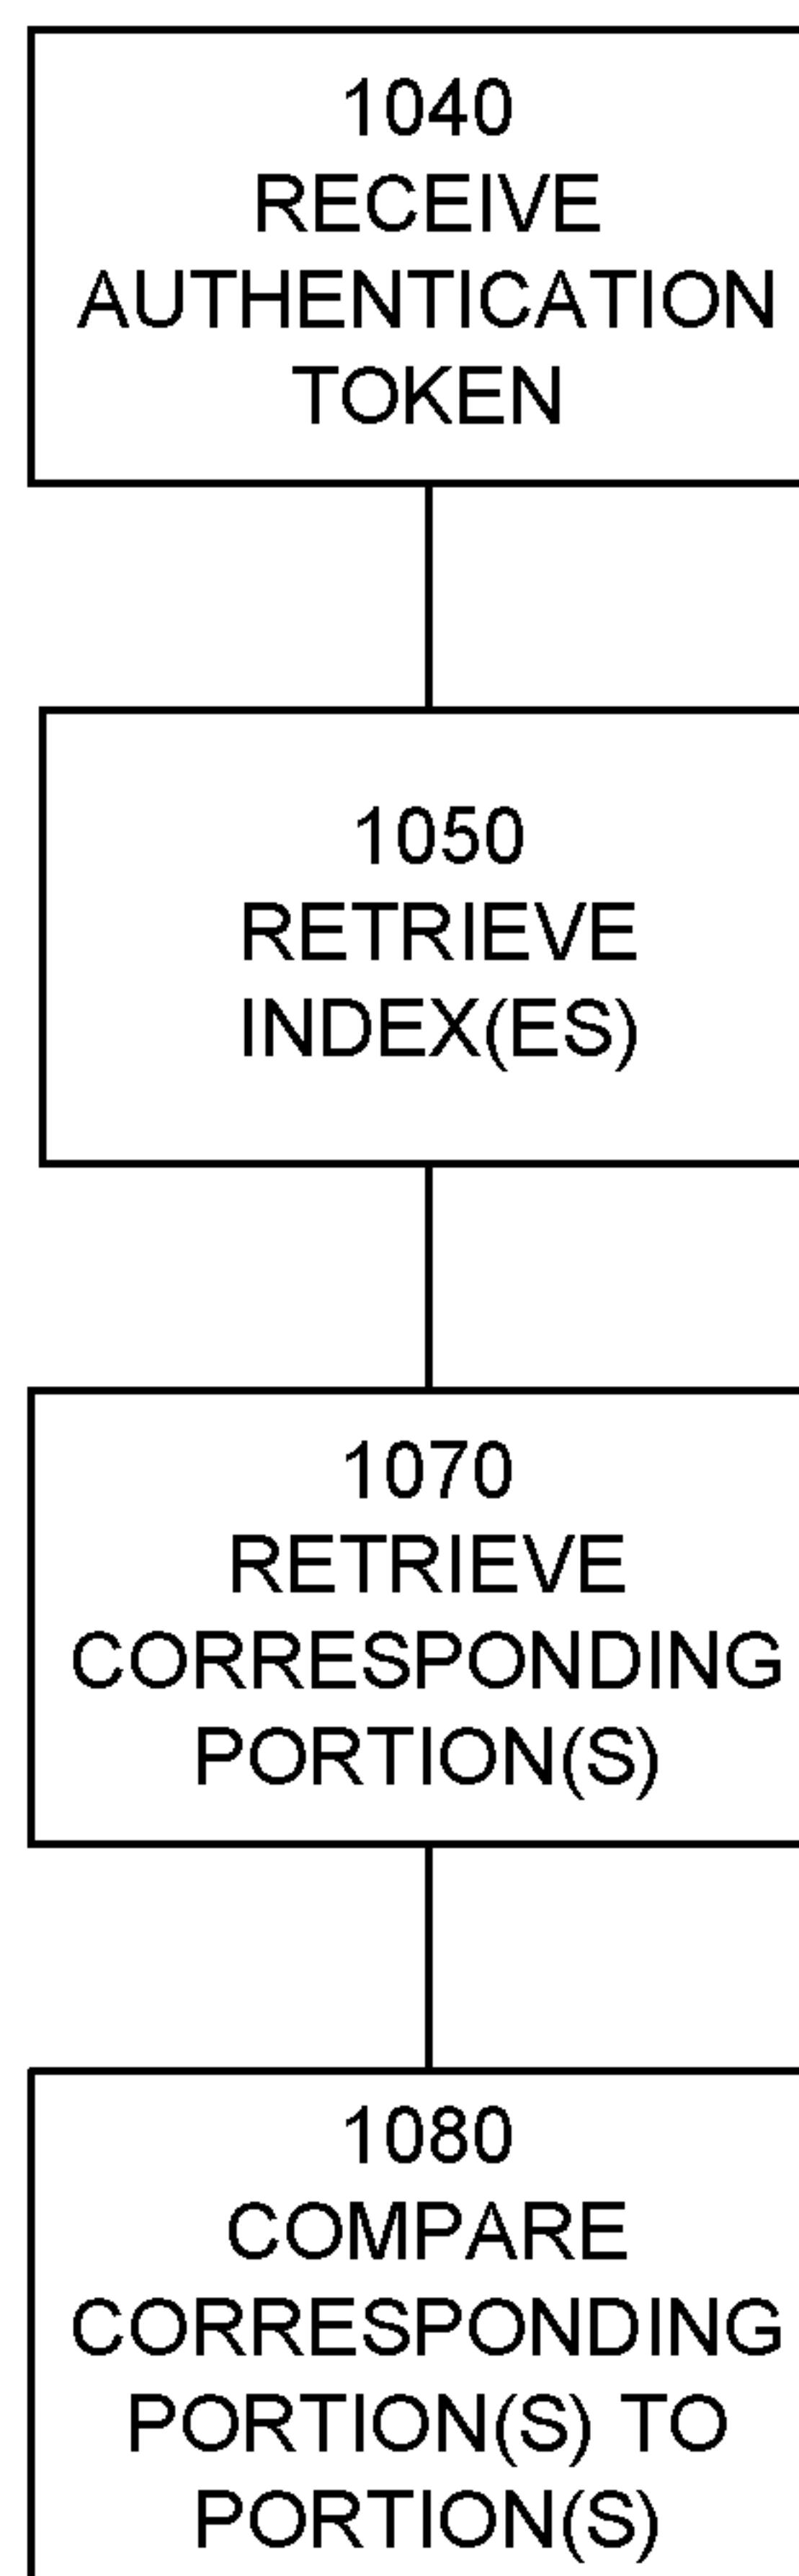 1040
RECEIVE
AUTHENTICATION
TOKEN
1050
RETRIEVE
INDEX(ES)
1070
RETRIEVE
CORRESPONDING
PORTION(S)
1080
COMPARE
CORRESPONDING
PORTION(S) TO
PORTION(S)